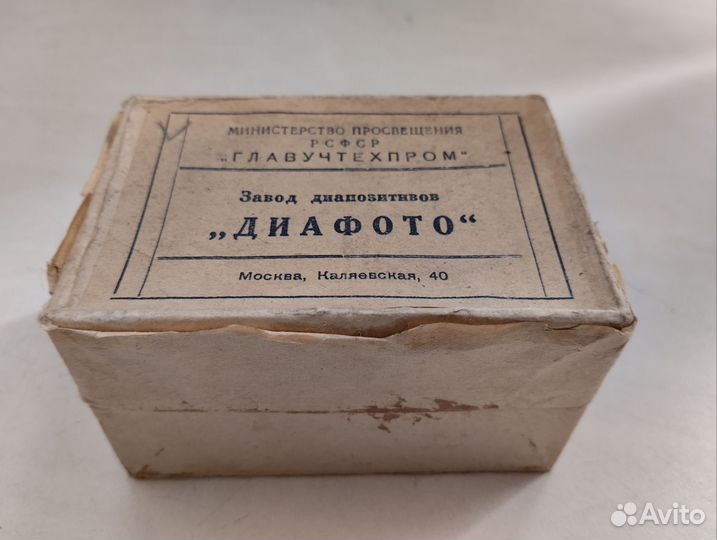 МИНИСТЕРСТВО ПРОСВЕЩЕНИЯ
РСФСР
„ГЛАВУЧТЕХПРОМ“
Завод диапозитивов
„ДИАФОТО“
Москва, Каляевская, 40
Avito